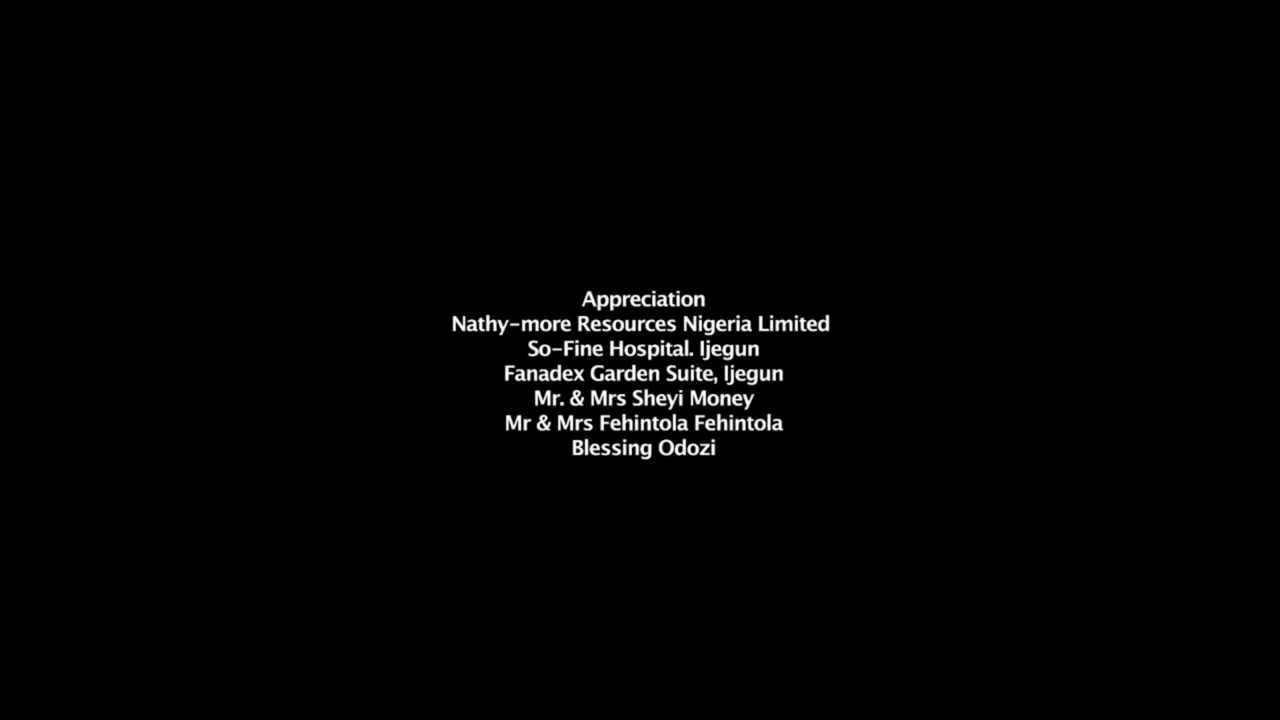 Appreciation
Nathy-more Resources Nigeria Limited
So-Fine Hospital. Ijegun
Fanadex Garden Suite, Ijegun
Mr. & Mrs Sheyi Money
Mr & Mrs Fehintola Fehintola
Blessing Odozi